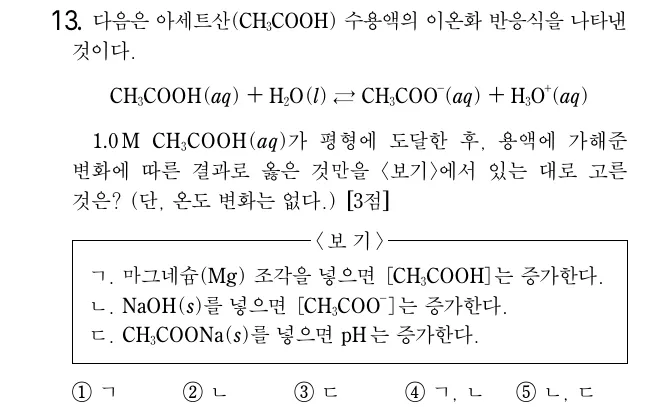 13. 다음은 아세트산(CH₃COOH) 수용액의 이온화 반응식을 나타낸
것이다.
CH₃COOH(aq) + H₂O(l) ⇄ CH₃COO⁻(aq) + H₃O⁺(aq)
1.0M CH₃COOH(aq)가 평형에 도달한 후, 용액에 가해준
변화에 따른 결과로 옳은 것만을 〈보기〉에서 있는 대로 고른
것은? (단, 온도 변화는 없다.) [3점]
〈보 기〉
ㄱ. 마그네슘(Mg) 조각을 넣으면 [CH₃COOH]는 증가한다.
ㄴ. NaOH(s)를 넣으면 [CH₃COO⁻]는 증가한다.
ㄷ. CH₃COONa(s)를 넣으면 pH는 증가한다.
① ㄱ ② ㄴ ③ ㄷ ④ ㄱ, ㄴ ⑤ ㄴ, ㄷ